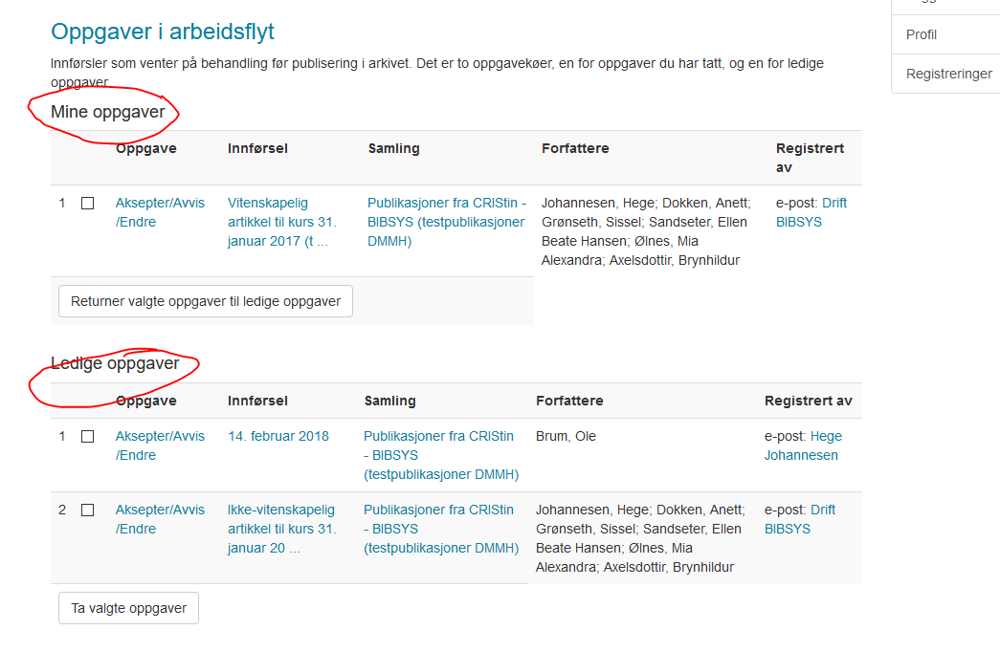 Profil
Registreringer
Oppgaver i arbeidsflyt
Innførsler som venter på behandling før publisering i arkivet. Det er to oppgavekøer, en for oppgaver du har tatt, og en for ledige
oppgaver.
Mine oppgaver
Oppgave Innførsel Samling Forfattere Registrert
av
1 Aksepter/Avvis Vitenskapelig Publikasjoner fra CRIStin - Johannesen, Hege; Dokken, Anett; e-post: Drift
/Endre artikkel til kurs 31. BIBSYS (testpublikasjoner Grønseth, Sissel; Sandseter, Ellen BIBSYS
januar 2017 (t ... DMMH) Beate Hansen; Ølnes, Mia
Alexandra; Axelsdottir, Brynhildur
Returner valgte oppgaver til ledige oppgaver
Ledige oppgaver
Oppgave Innførsel Samling Forfattere Registrert av
1 Aksepter/Avvis 14. februar 2018 Publikasjoner fra CRIStin Brum, Ole e-post: Hege
/Endre - BIBSYS Johannesen
(testpublikasjoner DMMH)
2 Aksepter/Avvis Ikke-vitenskapelig Publikasjoner fra CRIStin Johannesen, Hege; Dokken, Anett; e-post: Drift
/Endre artikkel til kurs 31. - BIBSYS Grønseth, Sissel; Sandseter, Ellen BIBSYS
januar 20 ... (testpublikasjoner DMMH) Beate Hansen; Ølnes, Mia
Alexandra; Axelsdottir, Brynhildur
Ta valgte oppgaver